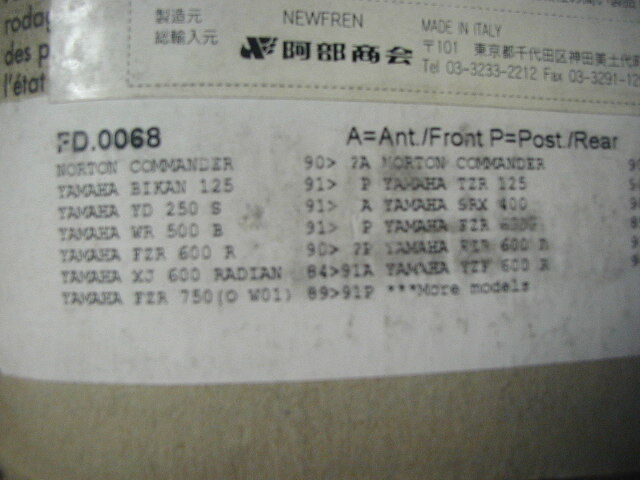 rodag
des p
l'état
製造元 NEWFREN MADE IN ITALY
総輸入元 阿部商会 〒101 東京都千代田区神田美土代町
Tel 03-3233-2212 Fax 03-3291-12
FD.0068 A=Ant./Front P=Post./Rear
NORTON COMMANDER 90> 2A NORTON COMMANDER 9
YAMAHA BIKAN 125 91> P YAMAHA TZR 125
YAMAHA YD 250 S 91> A YAMAHA SRX 400
YAMAHA WR 500 B 91> P YAMAHA FZR
YAMAHA FZR 600 R 90> 2P YAMAHA FZR 600
YAMAHA XJ 600 RADIAN 84>91A YAMAHA YZF 600 R
YAMAHA FZR 750(O W01) 89>91P ***More models